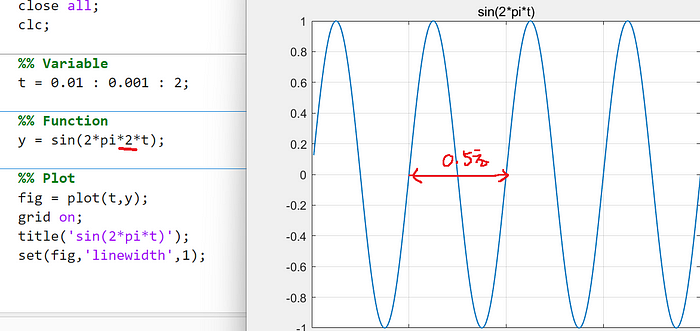 close all;
clc;
%% Variable
t = 0.01 : 0.001 : 2;
%% Function
y = sin(2*pi*2*t);
%% Plot
fig = plot(t,y);
grid on;
title('sin(2*pi*t)');
set(fig,'linewidth',1);
sin(2*pi*t)
1
0.8
0.6
0.4
0.2
0
-0.2
-0.4
-0.6
-0.8
-1
0.5초